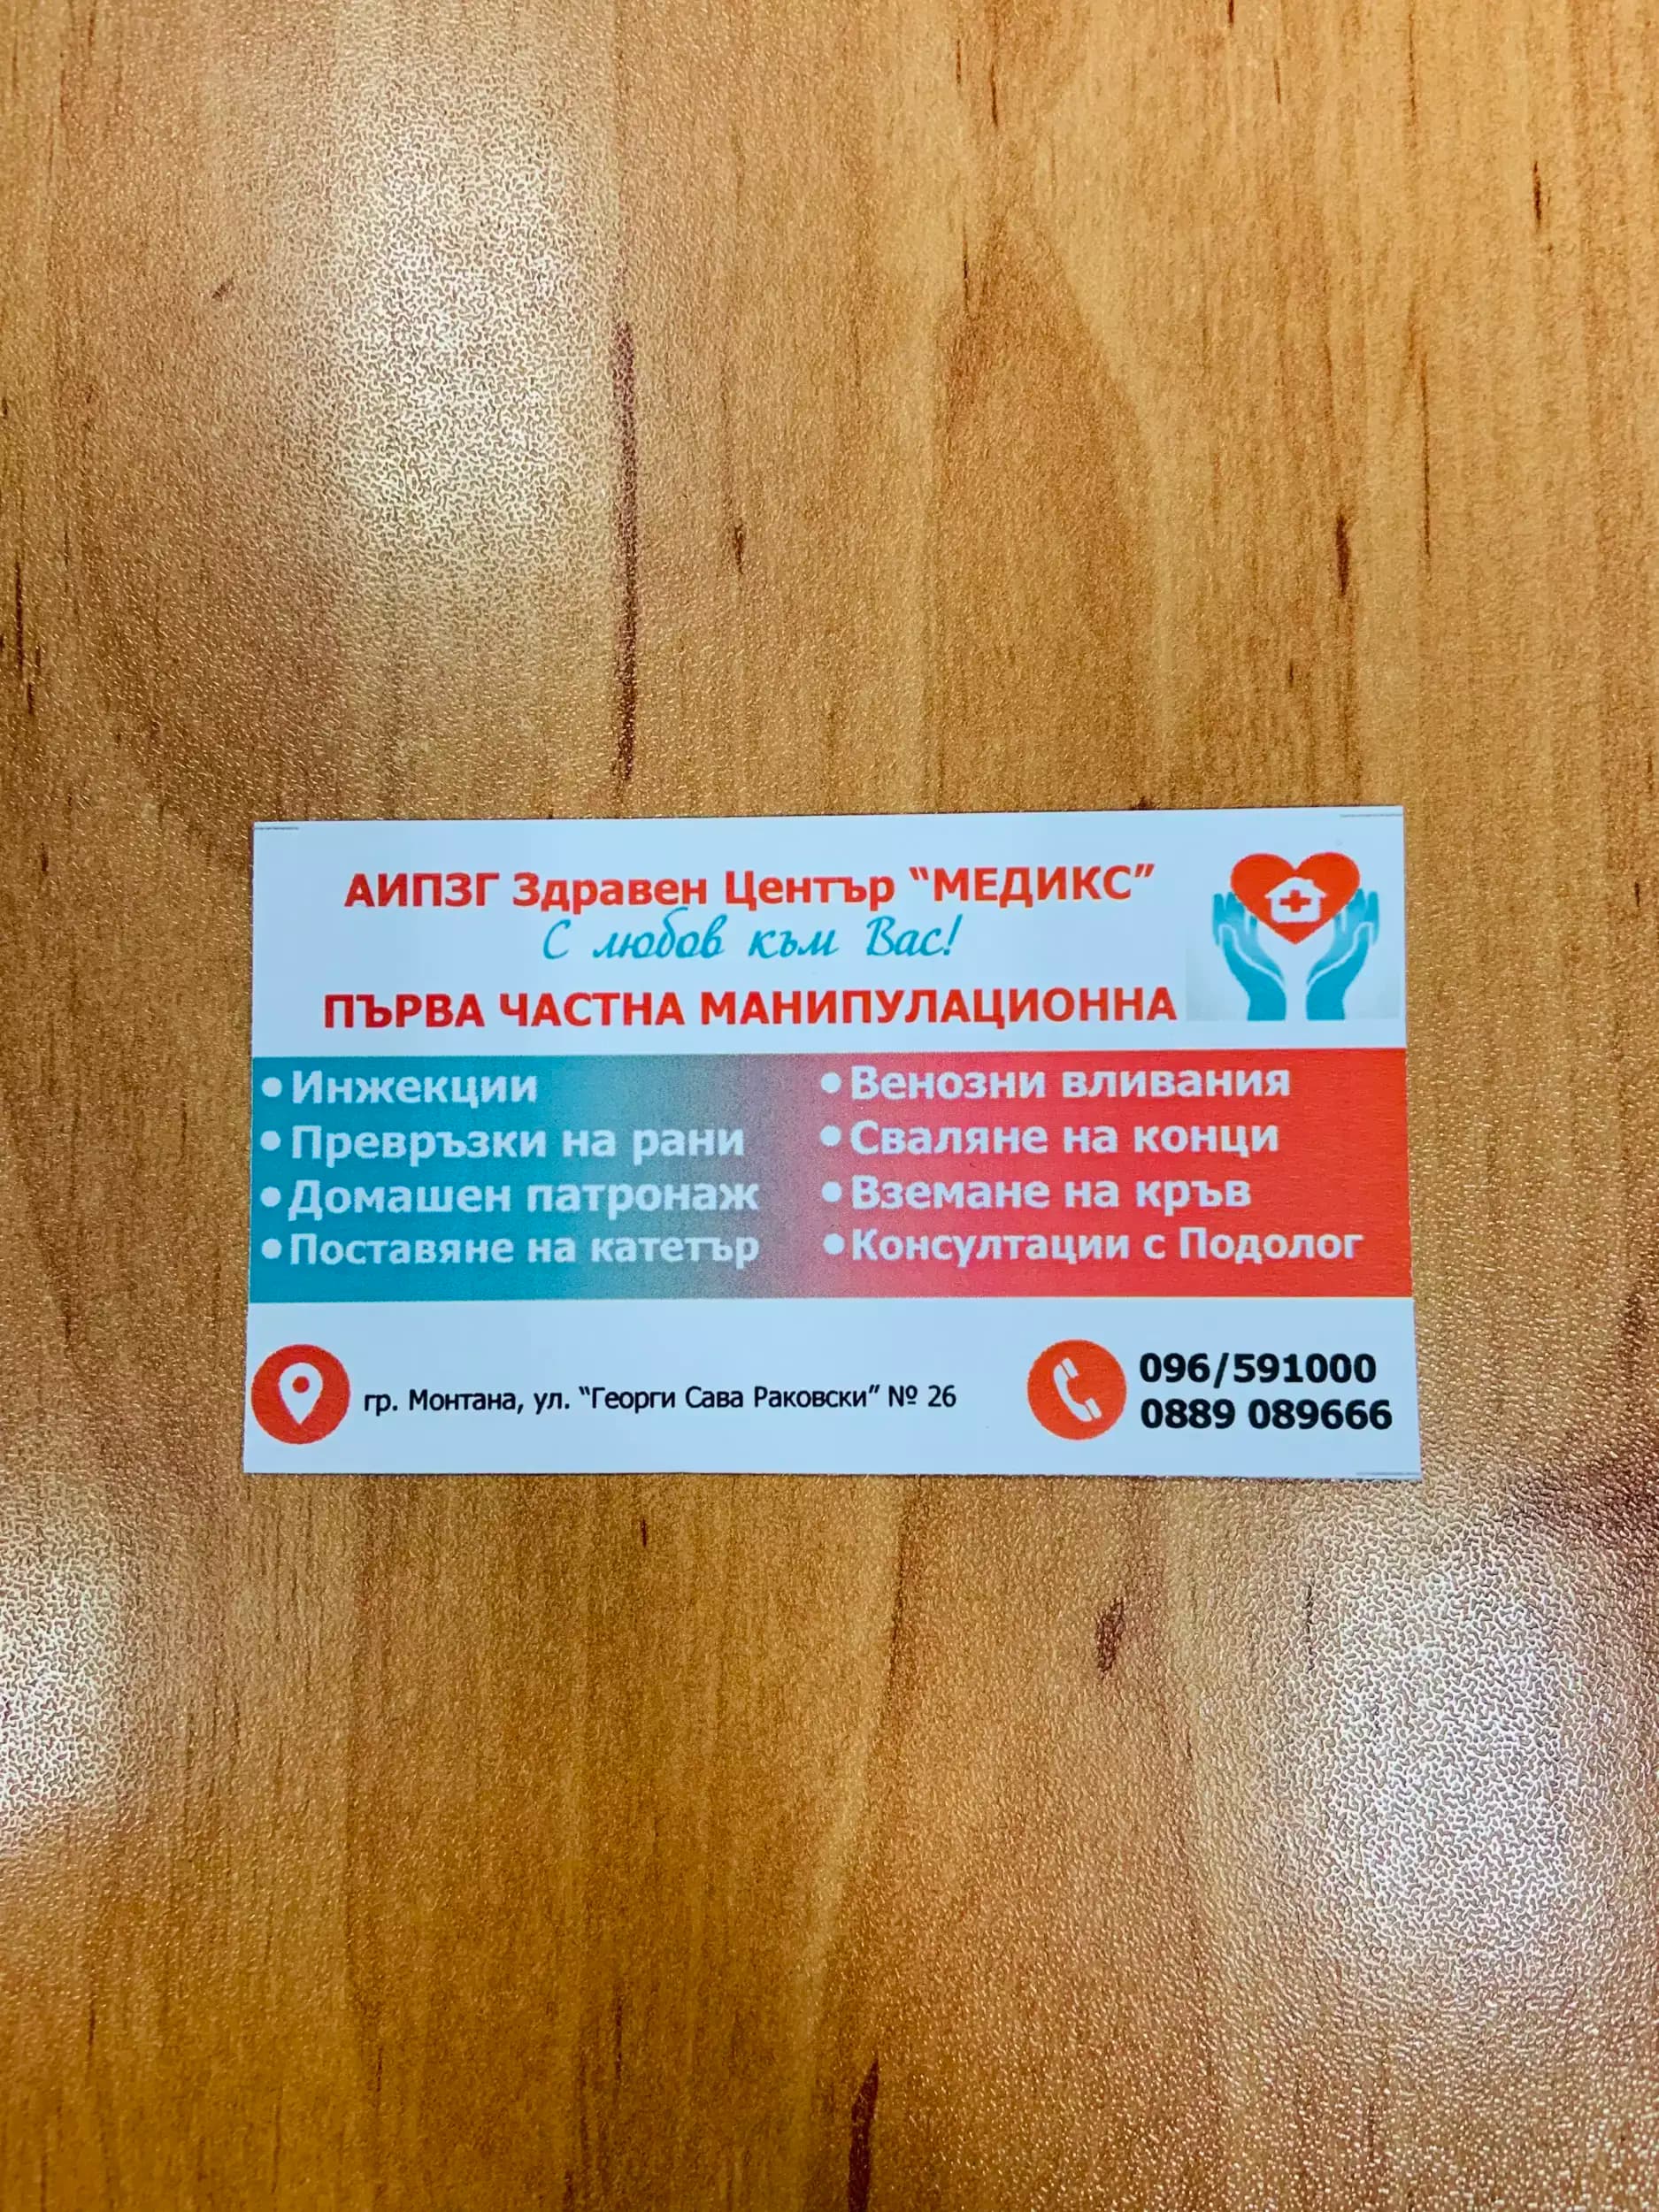 АИПЗГ Здравен Център “МЕДИКС”
С любов към Вас!
ПЪРВА ЧАСТНА МАНИПУЛАЦИОННА
• Инжекции
• Превръзки на рани
• Домашен патронаж
• Поставяне на катетър
• Венозни вливания
• Сваляне на конци
• Вземане на кръв
• Консултации с Подолог
гр. Монтана, ул. “Георги Сава Раковски” № 26
096/591000
0889 089666